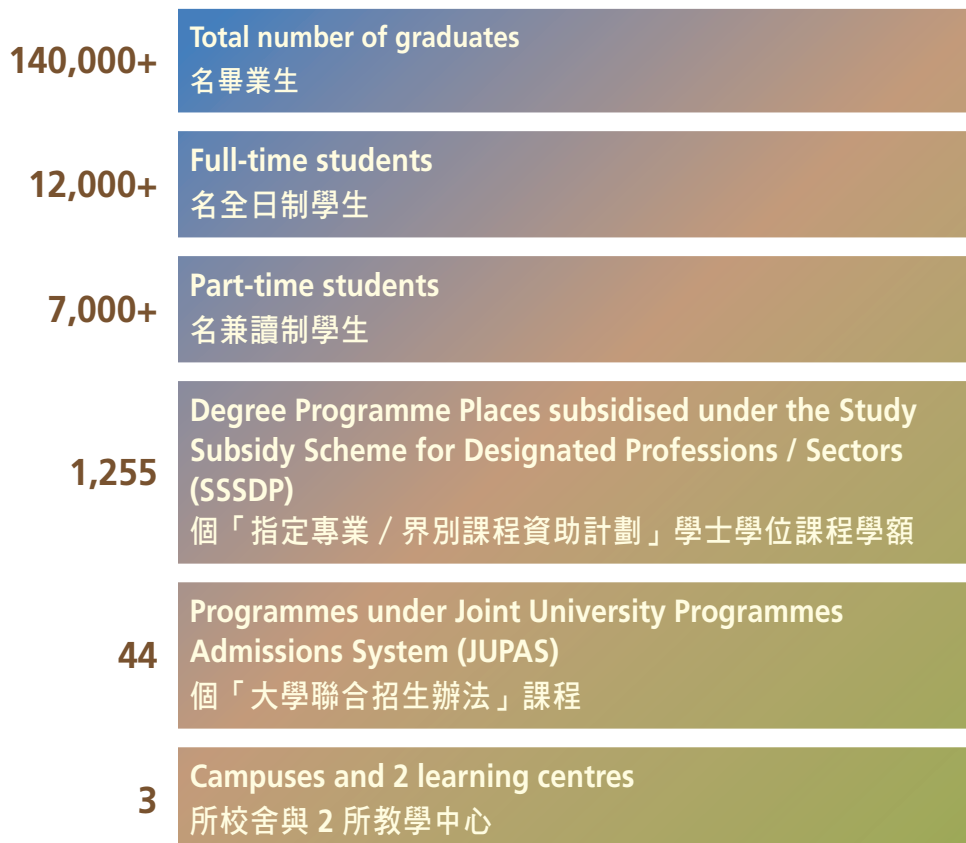 140,000+
Total number of graduates
名畢業生
12,000+
Full-time students
名全日制學生
7,000+
Part-time students
名兼讀制學生
1,255
Degree Programme Places subsidised under the Study
Subsidy Scheme for Designated Professions / Sectors
(SSSDP)
個「指定專業 / 界別課程資助計劃」學士學位課程學額
44
Programmes under Joint University Programmes
Admissions System (JUPAS)
個「大學聯合招生辦法」課程
3
Campuses and 2 learning centres
所校舍與 2 所教學中心